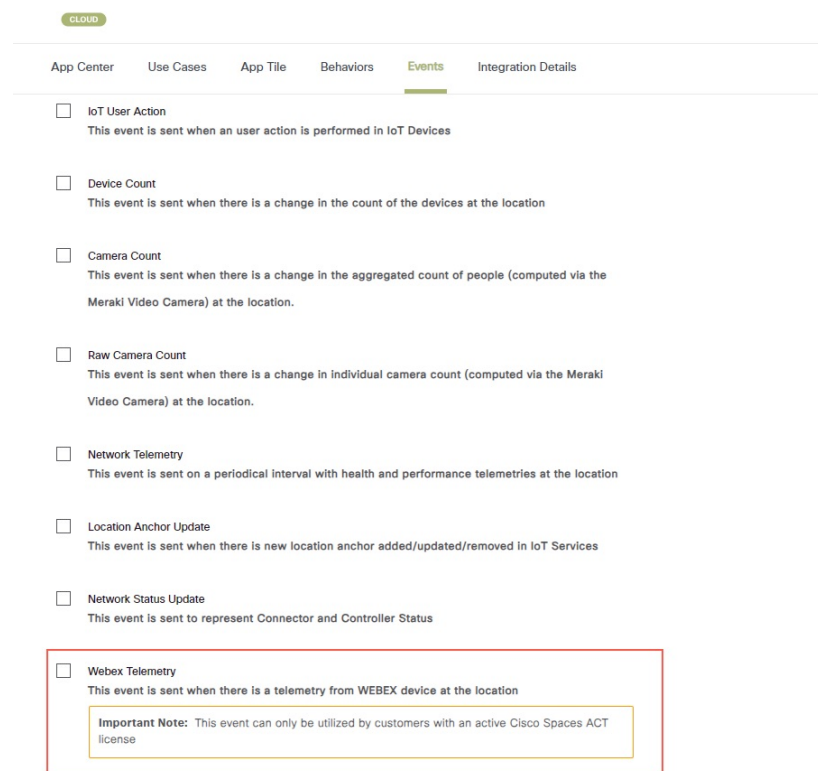 CLOUD
App Center Use Cases App Tile Behaviors Events Integration Details
IoT User Action
This event is sent when an user action is performed in IoT Devices
Device Count
This event is sent when there is a change in the count of the devices at the location
Camera Count
This event is sent when there is a change in the aggregated count of people (computed via the
Meraki Video Camera) at the location.
Raw Camera Count
This event is sent when there is a change in individual camera count (computed via the Meraki
Video Camera) at the location.
Network Telemetry
This event is sent on a periodical interval with health and performance telemetries at the location
Location Anchor Update
This event is sent when there is new location anchor added/updated/removed in IoT Services
Network Status Update
This event is sent to represent Connector and Controller Status
Webex Telemetry
This event is sent when there is a telemetry from WEBEX device at the location
Important Note: This event can only be utilized by customers with an active Cisco Spaces ACT
license